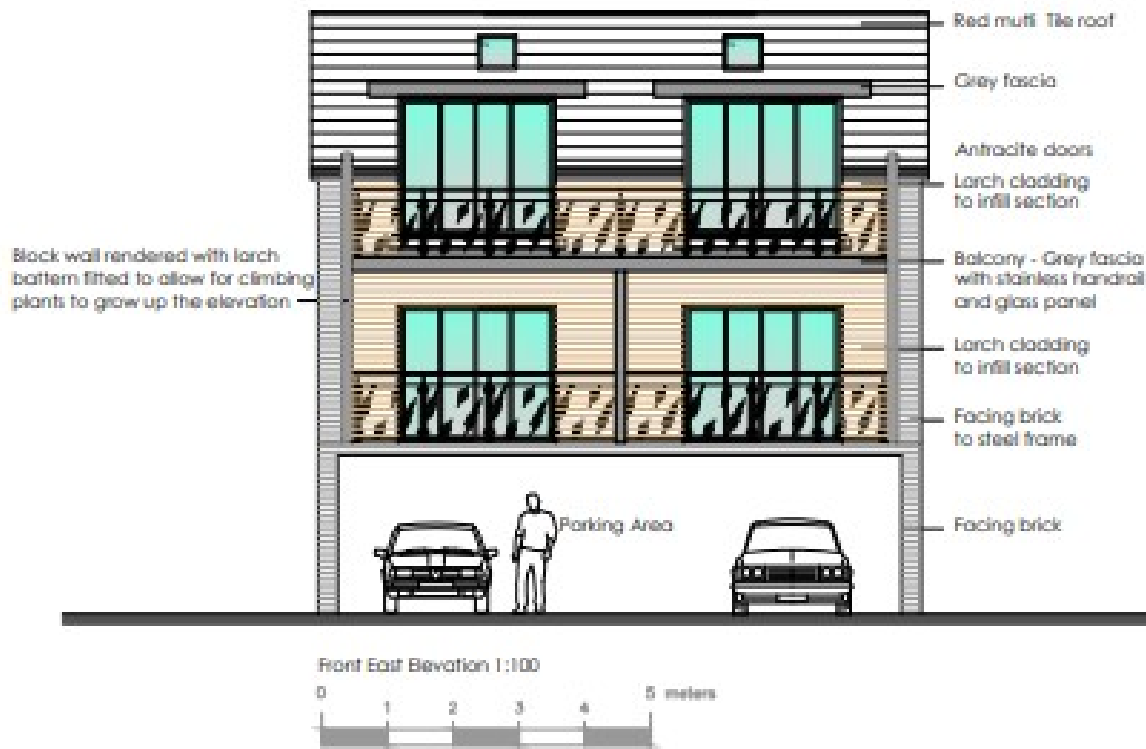 Red mutli Tile roof
Grey fascia
Antracite doors
Larch cladding
to infill section
Block wall rendered with larch
battern fitted to allow for climbing
plants to grow up the elevation
Balcony - Grey fascia
with stainless handrail
and glass panel
Larch cladding
to infill section
Facing brick
to steel frame
Parking Area
Facing brick
Front East Elevation 1:100
0 5 meters
1 2 3 4